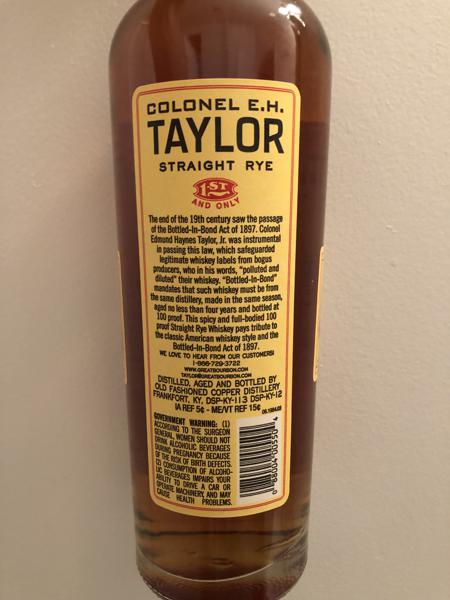 COLONEL E.H.
TAYLOR
STRAIGHT RYE
1ST
AND ONLY
The end of the 19th century saw the passage
of the Bottled-In-Bond Act of 1897. Colonel
Edmund Haynes Taylor, Jr. was instrumental
in passing this law, which safeguarded
legitimate whiskey labels from bogus
producers, who in his words, "polluted and
diluted" their whiskey. "Bottled-In-Bond"
mandates that such whiskey must be from
the same distillery, made in the same season,
aged no less than four years and bottled at
100 proof. This spicy and full-bodied 100
proof Straight Rye Whiskey pays tribute to
the classic American whiskey style and the
Bottled-In-Bond Act of 1897.
WE LOVE TO HEAR FROM OUR CUSTOMERS!
1-866-729-3722
WWW.GREATBOURBON.COM
TAYLOR@GREATBOURBON.COM
DISTILLED, AGED AND BOTTLED BY
OLD FASHIONED COPPER DISTILLERY
FRANKFORT, KY, DSP-KY-113 DSP-KY-12
IA REF 5¢ - ME/VT REF 15¢
GOVERNMENT WARNING: (1)
ACCORDING TO THE SURGEON
GENERAL, WOMEN SHOULD NOT
DRINK ALCOHOLIC BEVERAGES
DURING PREGNANCY BECAUSE
OF THE RISK OF BIRTH DEFECTS.
(2) CONSUMPTION OF ALCOHO-
LIC BEVERAGES IMPAIRS YOUR
ABILITY TO DRIVE A CAR OR
OPERATE MACHINERY, AND MAY
CAUSE HEALTH PROBLEMS.
0 88004 00550 4